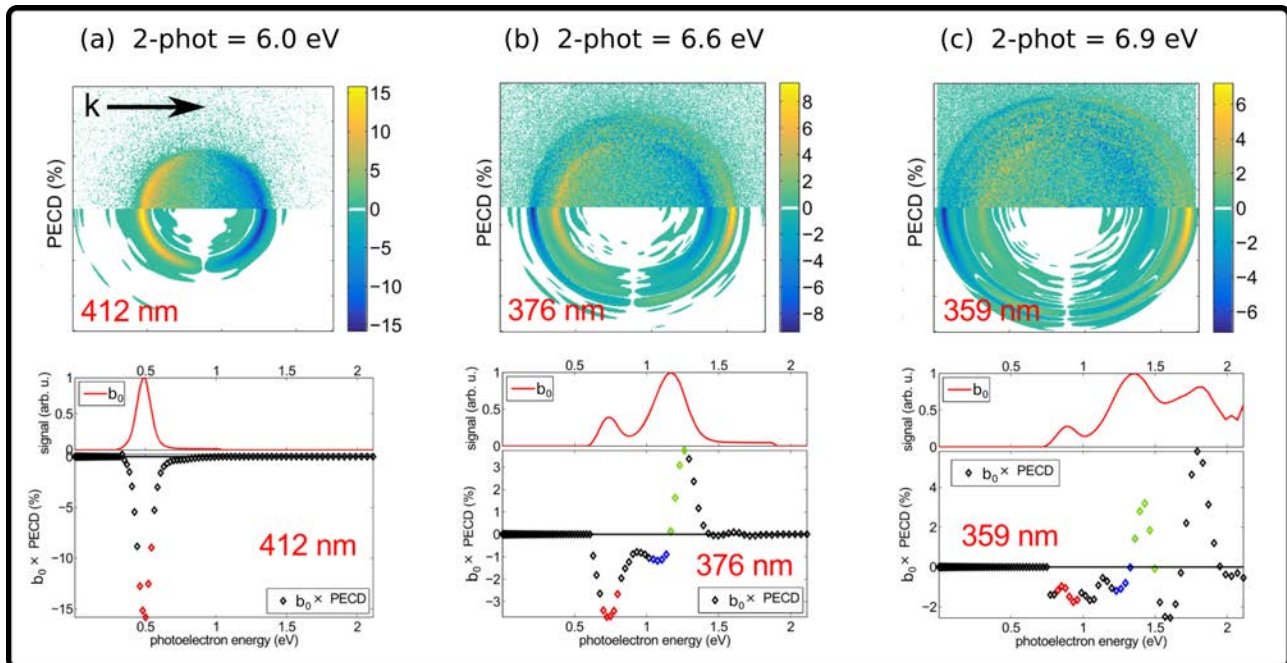 (a) 2-phot = 6.0 eV
(b) 2-phot = 6.6 eV
(c) 2-phot = 6.9 eV
k
PECD (%)
15
10
5
0
−5
−10
−15
412 nm
PECD (%)
8
6
4
2
0
−2
−4
−6
−8
376 nm
PECD (%)
6
4
2
0
−2
−4
−6
359 nm
0.5 1 1.5 2
signal (arb. u.)
1
0.5
0
b₀
b₀ × PECD (%)
−5
−10
−15
412 nm
b₀ × PECD
0.5 1 1.5 2
photoelectron energy (eV)
0.5 1 1.5 2
signal (arb. u.)
1
0.5
0
b₀
b₀ × PECD (%)
3
2
1
0
−1
−2
−3
376 nm
b₀ × PECD
0 0.5 1 1.5 2
photoelectron energy (eV)
0.5 1 1.5 2
signal (arb. u.)
1
0.5
0
b₀
b₀ × PECD (%)
4
2
0
−2
b₀ × PECD
359 nm
0.5 1 1.5 2
photoelectron energy (eV)